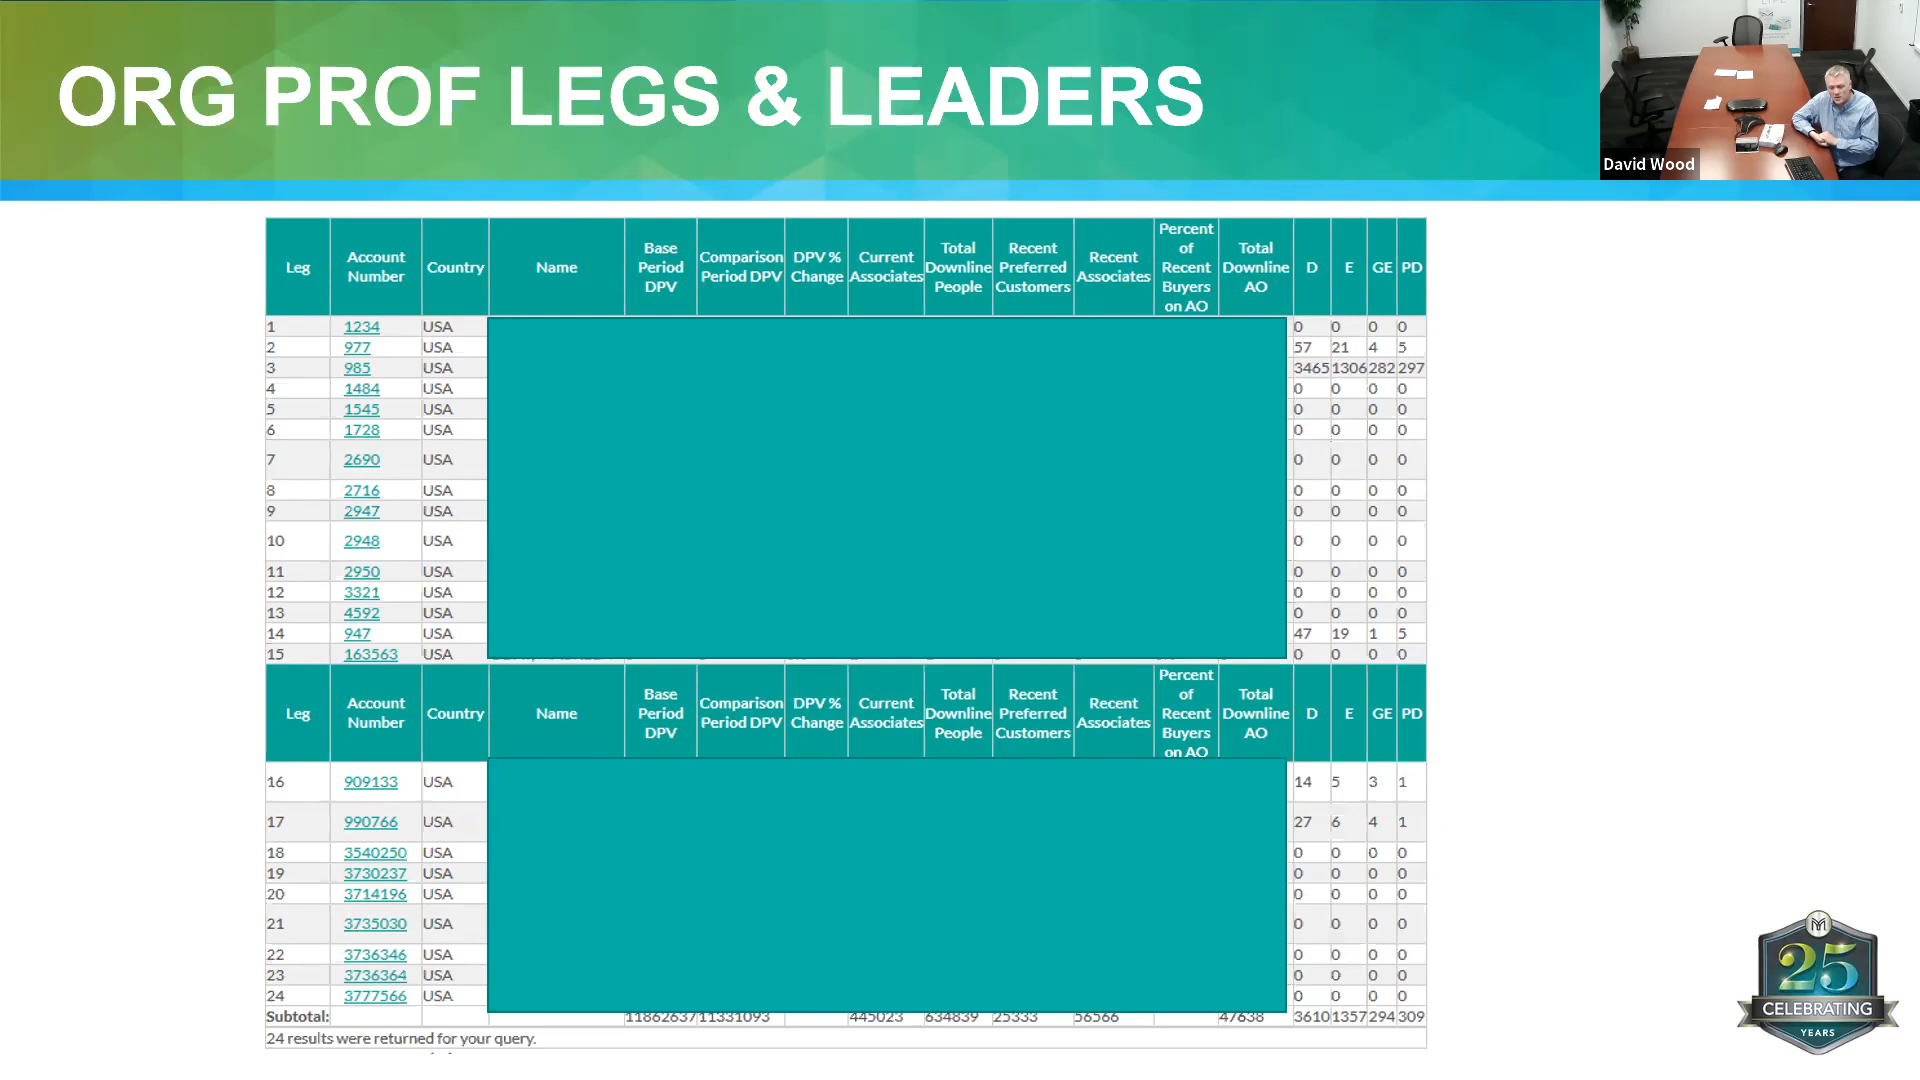 ORG PROF LEGS & LEADERS
David Wood
Leg Account Number Country Name Base Period DPV Comparison Period DPV DPV % Change Current Associates Total Downline People Recent Preferred Customers Recent Associates Percent of Recent Buyers on AO Total Downline AO D E GE PD
1 1234 USA 0 0 0 0
2 977 USA 57 21 4 5
3 985 USA 3465 1306 282 297
4 1484 USA 0 0 0 0
5 1545 USA 0 0 0 0
6 1728 USA 0 0 0 0
7 2690 USA 0 0 0 0
8 2716 USA 0 0 0 0
9 2947 USA 0 0 0 0
10 2948 USA 0 0 0 0
11 2950 USA 0 0 0 0
12 3321 USA 0 0 0 0
13 4592 USA 0 0 0 0
14 947 USA 47 19 1 5
15 163563 USA 0 0 0 0
Leg Account Number Country Name Base Period DPV Comparison Period DPV DPV % Change Current Associates Total Downline People Recent Preferred Customers Recent Associates Percent of Recent Buyers on AO Total Downline AO D E GE PD
16 909133 USA 14 5 3 1
17 990766 USA 27 6 4 1
18 3540250 USA 0 0 0 0
19 3730237 USA 0 0 0 0
20 3714196 USA 0 0 0 0
21 3735030 USA 0 0 0 0
22 3736346 USA 0 0 0 0
23 3736364 USA 0 0 0 0
24 3777566 USA 0 0 0 0
Subtotal: 11862637 11331093 445023 634839 25333 56566 47638 3610 1357 294 309
24 results were returned for your query.
25
CELEBRATING
YEARS